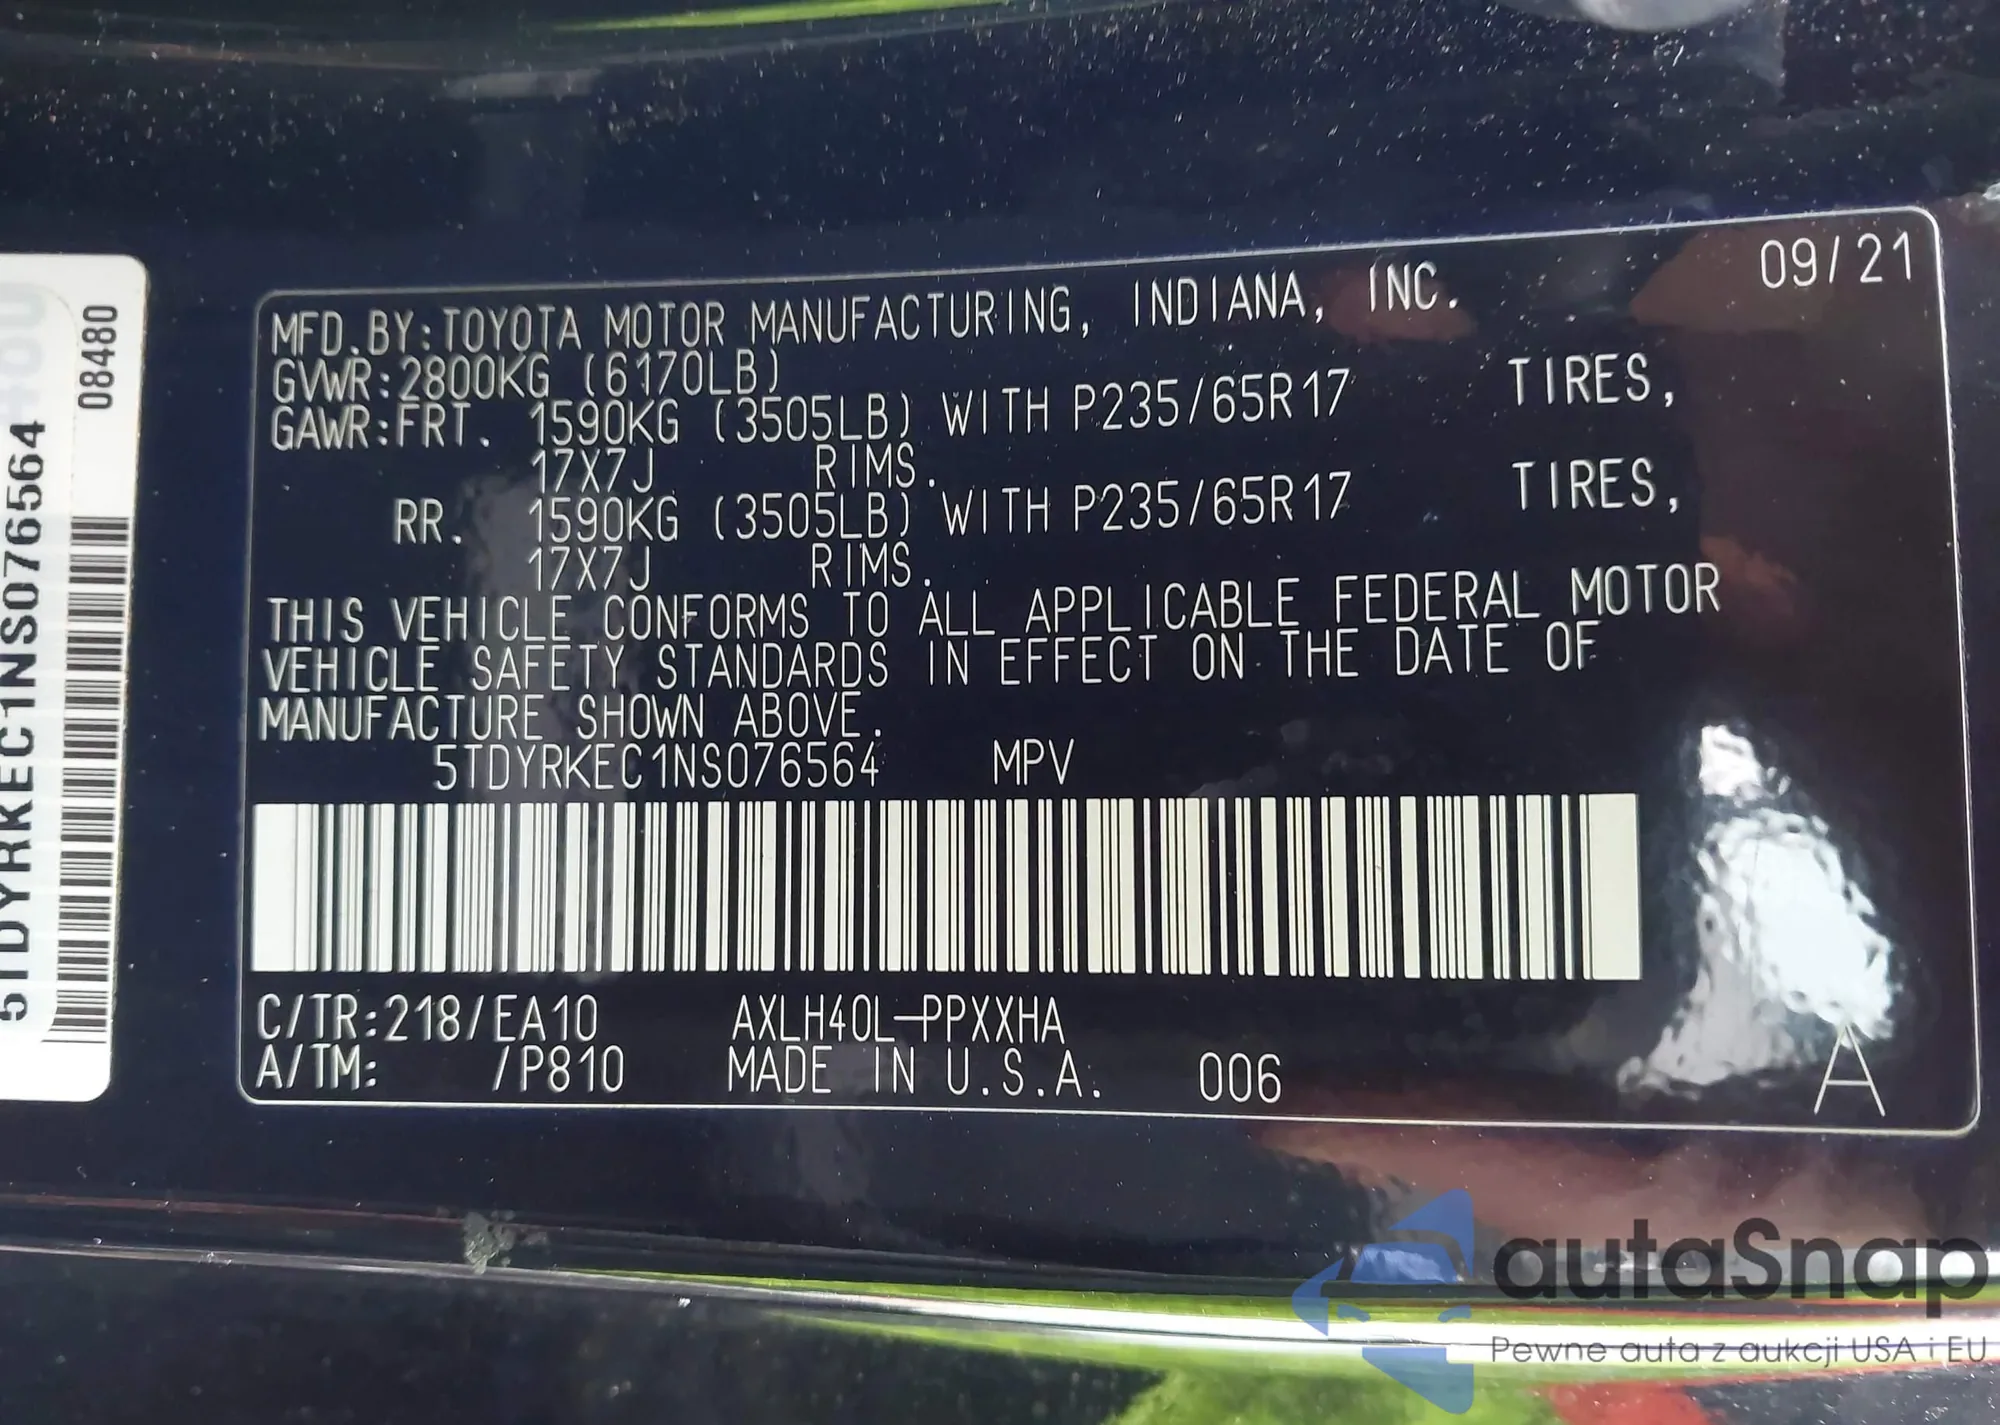 08480
5TDYRKEC1NS076564
09/21
MFD.BY:TOYOTA MOTOR MANUFACTURING, INDIANA, INC.
GVWR:2800KG (6170LB)
GAWR:FRT. 1590KG (3505LB) WITH P235/65R17 TIRES,
17X7J RIMS.
RR. 1590KG (3505LB) WITH P235/65R17 TIRES,
17X7J RIMS.
THIS VEHICLE CONFORMS TO ALL APPLICABLE FEDERAL MOTOR
VEHICLE SAFETY STANDARDS IN EFFECT ON THE DATE OF
MANUFACTURE SHOWN ABOVE.
5TDYRKEC1NS076564 MPV
C/TR:218/EA10 AXLH40L-PPXXHA
A/TM: /P810 MADE IN U.S.A. 006 A
autaSnap
Pewne auta z aukcji USA i EU